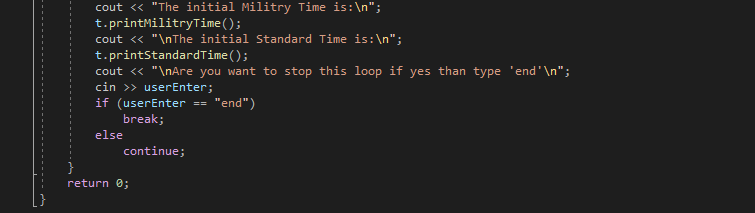 cout << "The initial Militry Time is:\n";
t.printMilitryTime();
cout << "\nThe initial Standard Time is:\n";
t.printStandardTime();
cout << "\nAre you want to stop this loop if yes than type 'end'\n";
cin >> userEnter;
if (userEnter == "end")
break;
else
continue;
}
return 0;
}